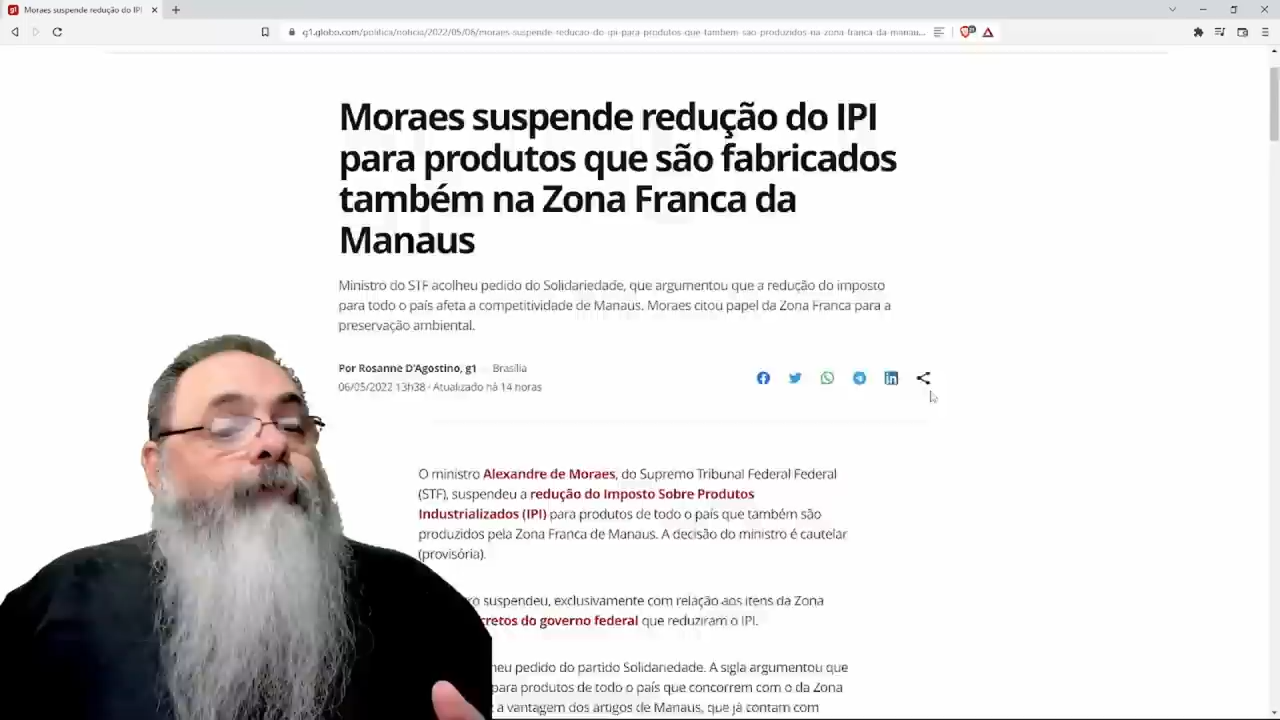 Moraes suspende redução do IPI
g1.globo.com/politica/noticia/2022/05/06/moraes-suspende-reducao-do-ipi-para-produtos-que-tambem-sao-produzidos-na-zona-franca-da-manau...
Moraes suspende redução do IPI
para produtos que são fabricados
também na Zona Franca da
Manaus
Ministro do STF acolheu pedido do Solidariedade, que argumentou que a redução do imposto
para todo o país afeta a competitividade de Manaus. Moraes citou papel da Zona Franca para a
preservação ambiental.
Por Rosanne D'Agostino, g1 Brasília
06/05/2022 13h38 · Atualizado há 14 horas
O ministro Alexandre de Moraes, do Supremo Tribunal Federal Federal
(STF), suspendeu a redução do Imposto Sobre Produtos
Industrializados (IPI) para produtos de todo o país que também são
produzidos pela Zona Franca de Manaus. A decisão do ministro é cautelar
(provisória).
suspendeu, exclusivamente com relação aos itens da Zona
do governo federal que reduziram o IPI.
pedido do partido Solidariedade. A sigla argumentou que
para produtos de todo o país que concorrem com o da Zona
a vantagem dos artigos de Manaus, que já contam com